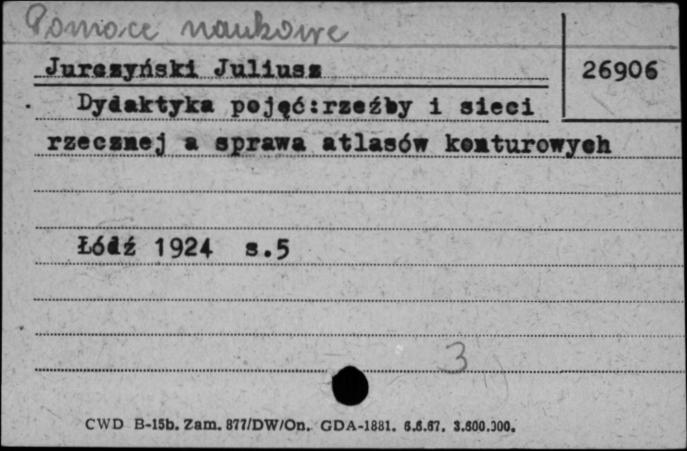 Pomoce naukowe
Jurczyński Juliusz
26906
Dydaktyka pojęć:rzeźby i sieci
rzecznej a sprawa atlasów konturowych
Łódź 1924 s.5
3
CWD B-15b. Zam. 877/DW/On. GDA-1881. 6.6.67. 3.600.000.